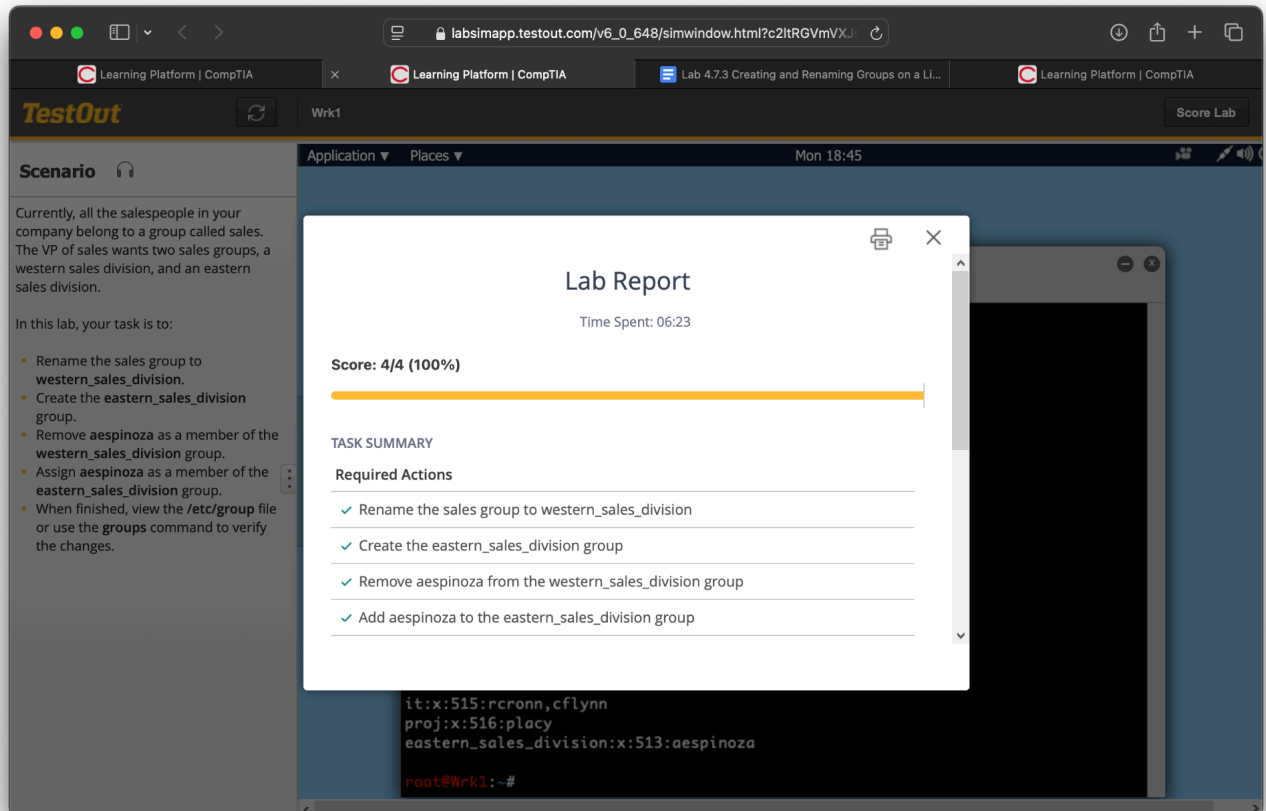 labsimapp.testout.com/v6_0_648/simwindow.html?c2ltRGVmVXJ
Learning Platform | CompTIA
Learning Platform | CompTIA
Lab 4.7.3 Creating and Renaming Groups on a Li...
Learning Platform | CompTIA
TestOut
Wrk1
Score Lab
Scenario
Currently, all the salespeople in your
company belong to a group called sales.
The VP of sales wants two sales groups, a
western sales division, and an eastern
sales division.
In this lab, your task is to:
Rename the sales group to
western_sales_division.
Create the eastern_sales_division
group.
Remove aespinoza as a member of the
western_sales_division group.
Assign aespinoza as a member of the
eastern_sales_division group.
When finished, view the /etc/group file
or use the groups command to verify
the changes.
Application ▼ Places ▼
Mon 18:45
Lab Report
Time Spent: 06:23
Score: 4/4 (100%)
TASK SUMMARY
Required Actions
✓ Rename the sales group to western_sales_division
✓ Create the eastern_sales_division group
✓ Remove aespinoza from the western_sales_division group
✓ Add aespinoza to the eastern_sales_division group
it:x:515:rcronn,cflynn
proj:x:516:placy
eastern_sales_division:x:513:aespinoza
root@Wrk1:~#